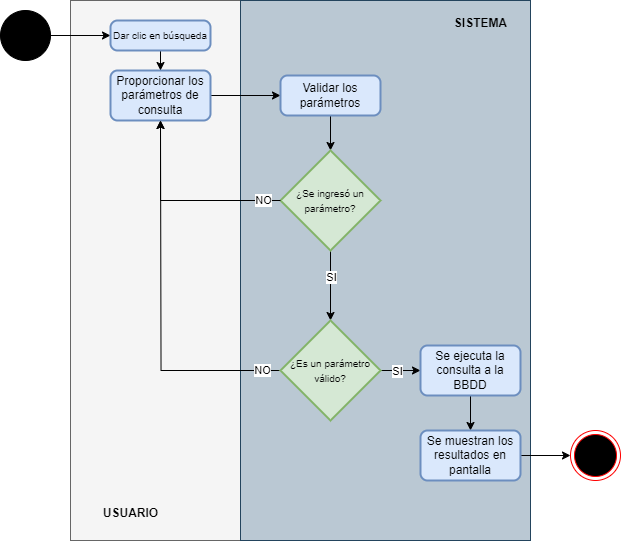 SISTEMA
Dar clic en búsqueda
Proporcionar los
parámetros de
consulta
Validar los
parámetros
¿Se ingresó un
parámetro?
NO
SI
¿Es un parámetro
válido?
NO
SI
Se ejecuta la
consulta a la
BBDD
Se muestran los
resultados en
pantalla
USUARIO